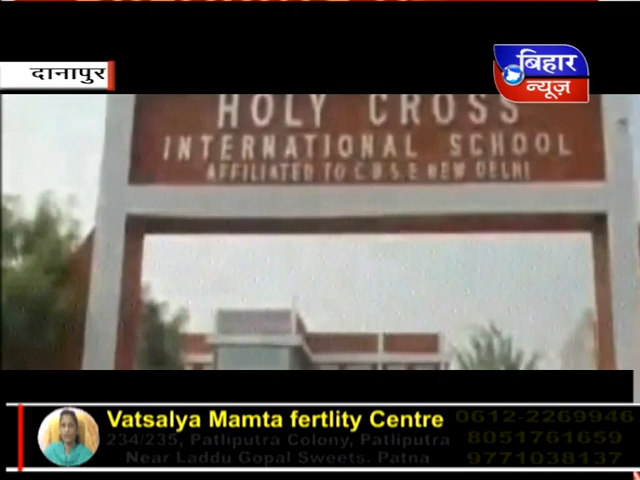 दानापुर
बिहार
न्यूज़
HOLY CROSS
INTERNATIONAL SCHOOL
AFFILIATED TO C.B.S.E NEW DELHI
Vatsalya Mamta fertlity Centre
234/235, Patliputra Colony, Patliputra
Near Laddu Gopal Sweets. Patna
0612-2269946
8051761659
9771038137